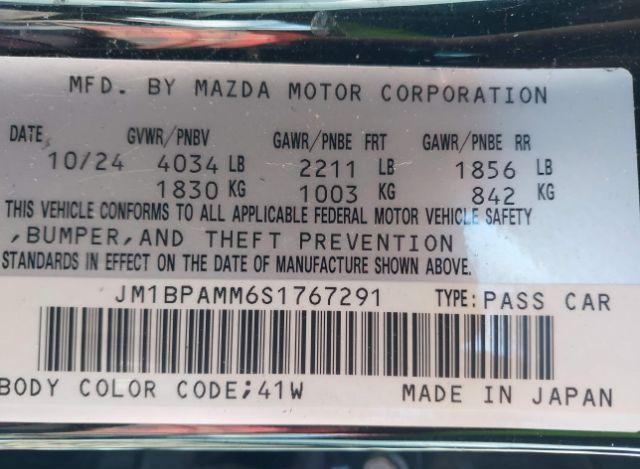 MFD. BY MAZDA MOTOR CORPORATION
DATE GVWR/PNBV GAWR/PNBE FRT GAWR/PNBE RR
10/24 4034 LB 2211 LB 1856 LB
1830 KG 1003 KG 842 KG
THIS VEHICLE CONFORMS TO ALL APPLICABLE FEDERAL MOTOR VEHICLE SAFETY
,BUMPER,AND THEFT PREVENTION
STANDARDS IN EFFECT ON THE DATE OF MANUFACTURE SHOWN ABOVE.
JM1BPAMM6S1767291 TYPE: PASS CAR
BODY COLOR CODE;41W MADE IN JAPAN